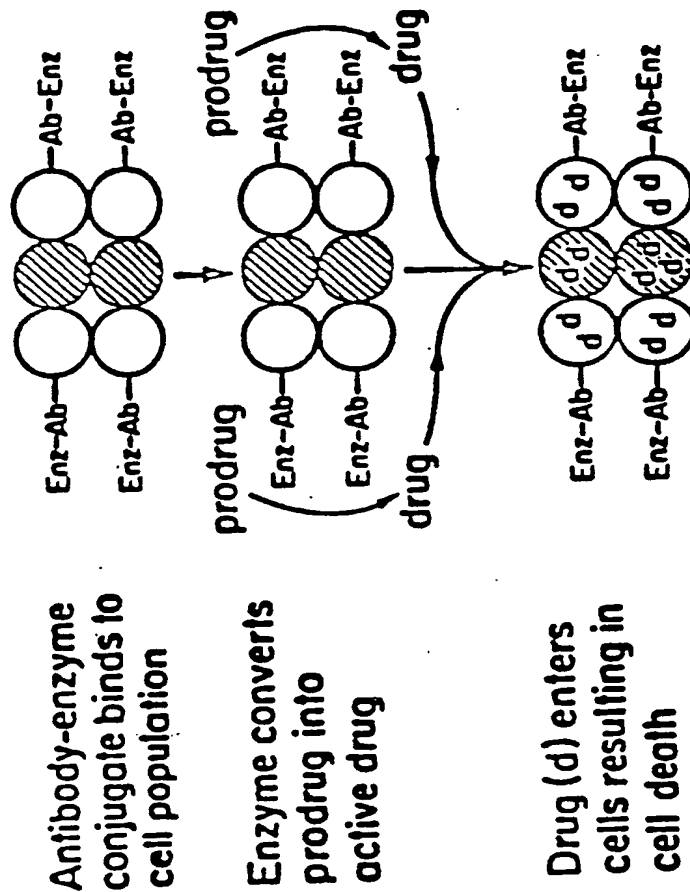 Antibody-enzyme
conjugate binds to
cell population
Enz-Ab Ab-Enz
Enz-Ab Ab-Enz
Enzyme converts
prodrug into
active drug
prodrug prodrug
Enz-Ab Ab-Enz
Enz-Ab Ab-Enz
drug drug
Drug (d) enters
cells resulting in
cell death
Enz-Ab d d d d d d Ab-Enz
Enz-Ab d d d d d d Ab-Enz